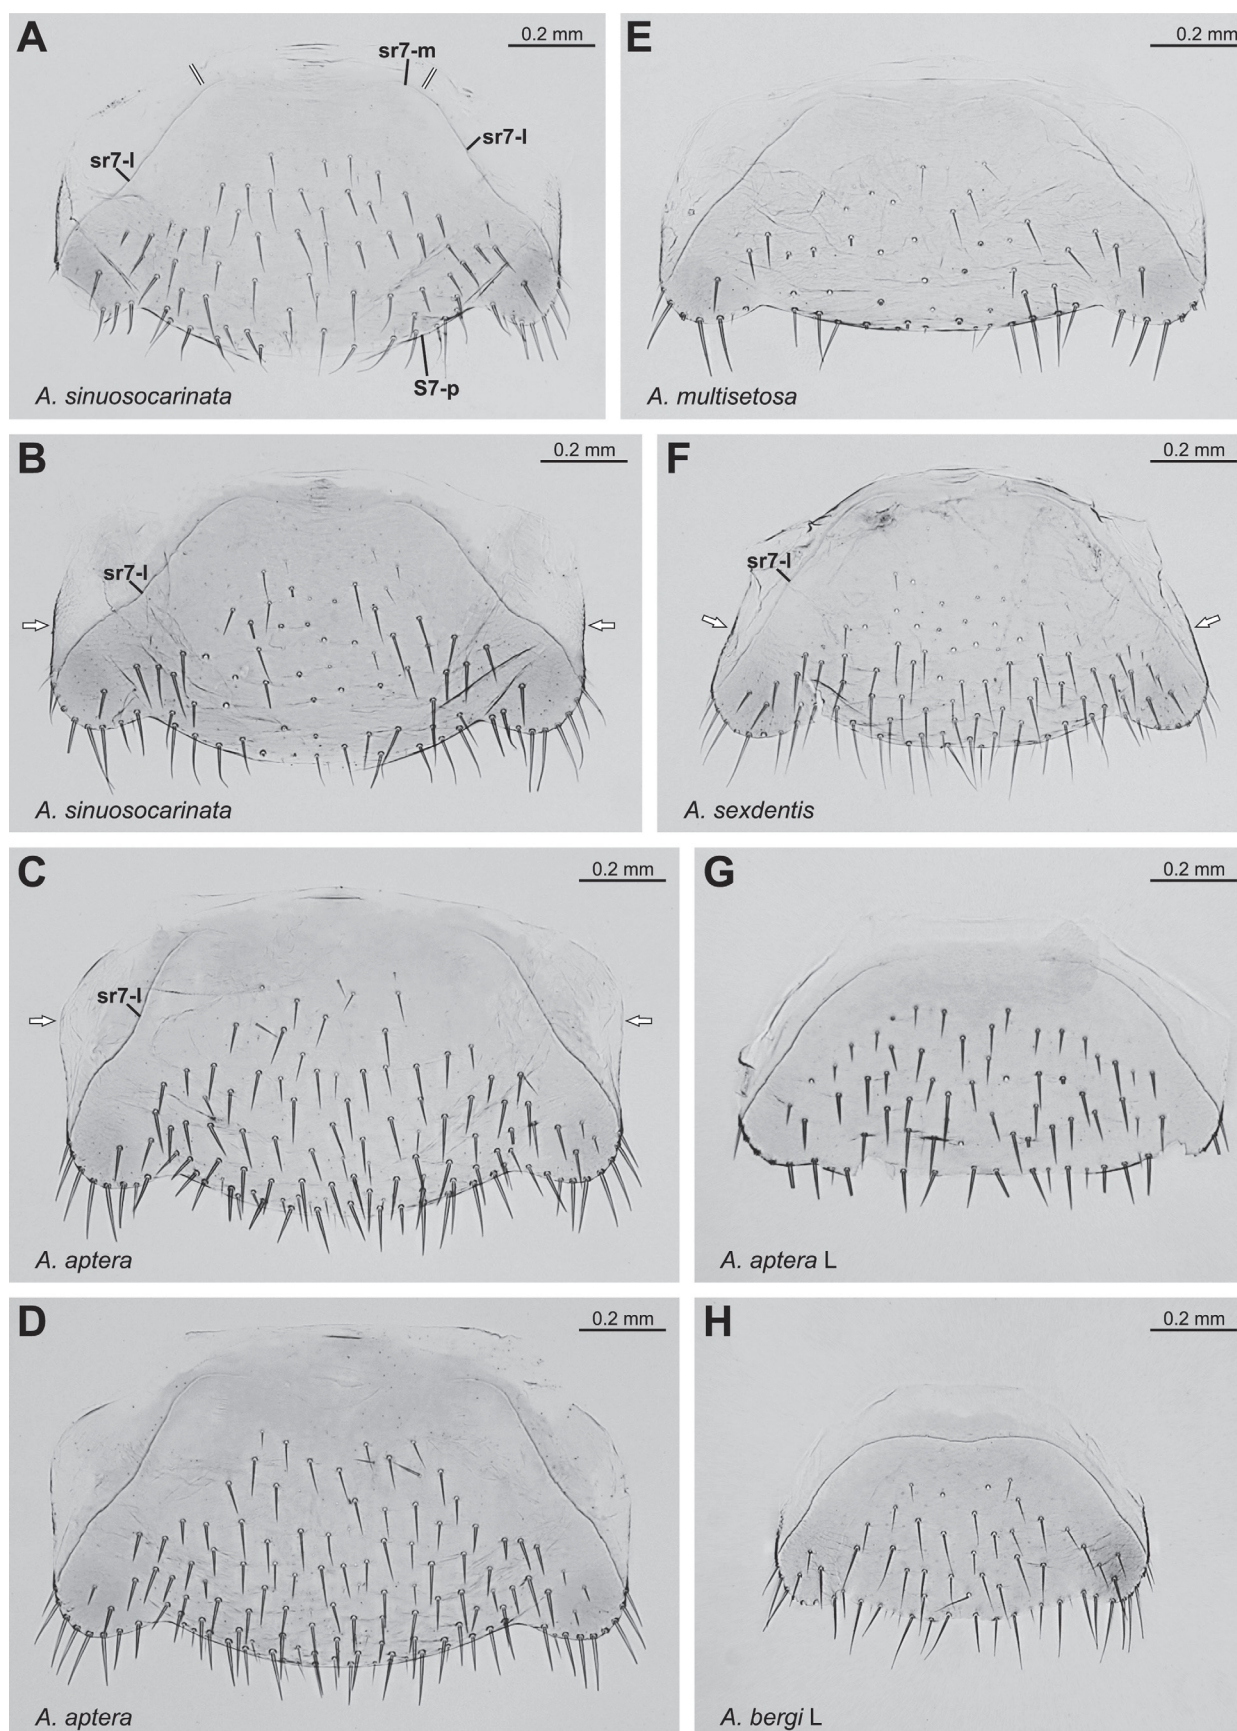 A
0.2 mm
sr7-m
sr7-l
sr7-l
S7-p
A. sinuosocarinata
E
0.2 mm
A. multisetosa
B
0.2 mm
sr7-l
A. sinuosocarinata
F
0.2 mm
sr7-l
A. sexdentis
C
0.2 mm
sr7-l
A. aptera
G
0.2 mm
A. aptera L
D
0.2 mm
A. aptera
H
0.2 mm
A. bergi L